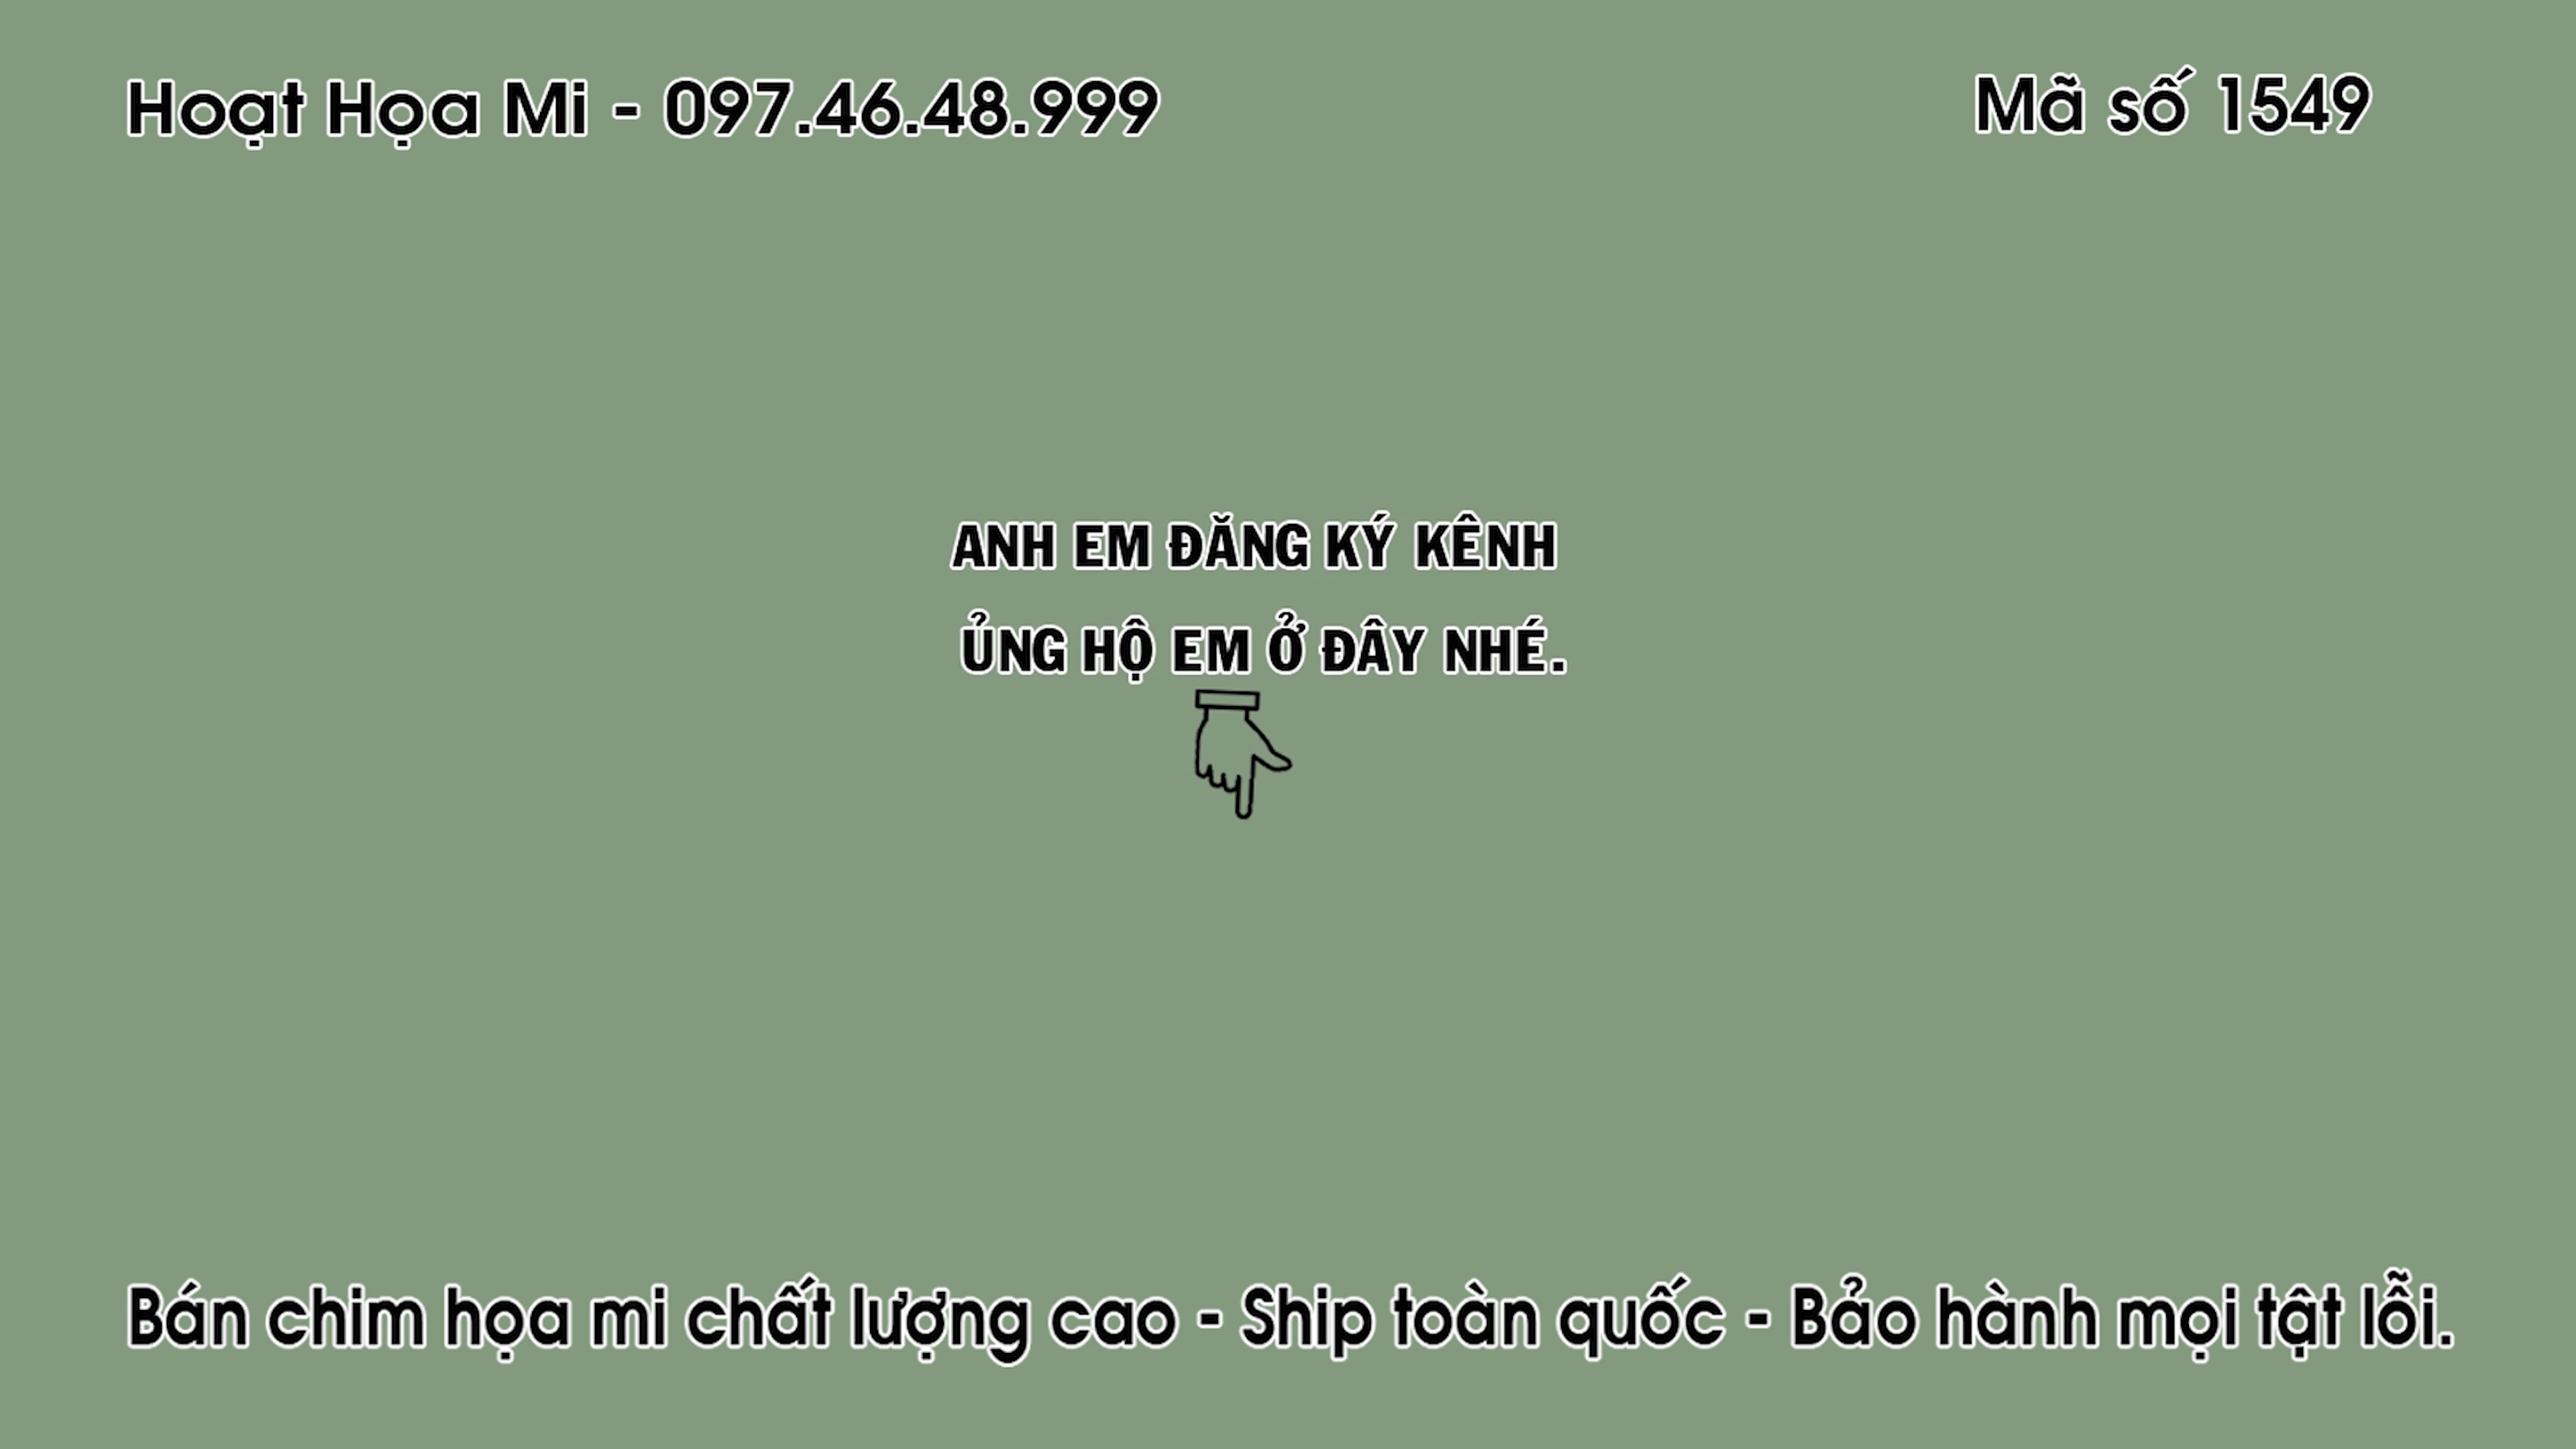 Hoạt Họa Mi - 097.46.48.999
Mã số 1549
ANH EM ĐĂNG KÝ KÊNH
ỦNG HỘ EM Ở ĐÂY NHÉ.
Bán chim họa mi chất lượng cao - Ship toàn quốc - Bảo hành mọi tật lỗi.